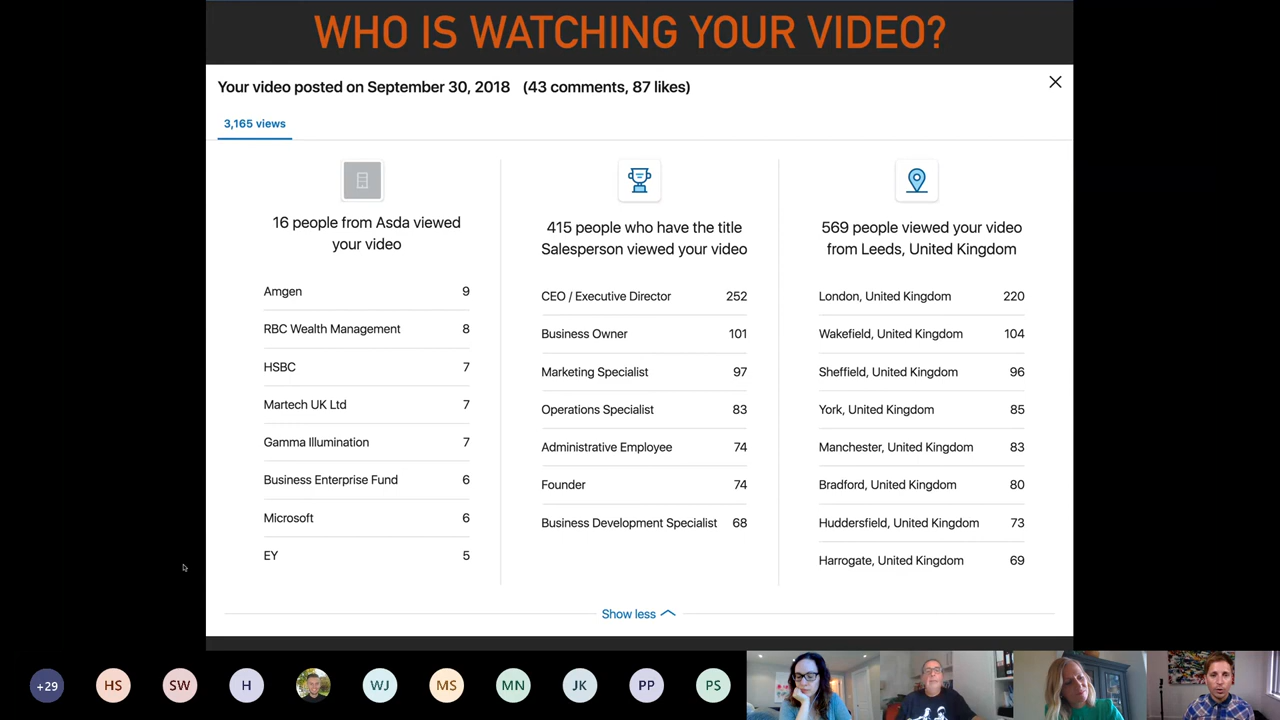 WHO IS WATCHING YOUR VIDEO?
Your video posted on September 30, 2018 (43 comments, 87 likes)
3,165 views
16 people from Asda viewed
your video
Amgen 9
RBC Wealth Management 8
HSBC 7
Martech UK Ltd 7
Gamma Illumination 7
Business Enterprise Fund 6
Microsoft 6
EY 5
415 people who have the title
Salesperson viewed your video
CEO / Executive Director 252
Business Owner 101
Marketing Specialist 97
Operations Specialist 83
Administrative Employee 74
Founder 74
Business Development Specialist 68
569 people viewed your video
from Leeds, United Kingdom
London, United Kingdom 220
Wakefield, United Kingdom 104
Sheffield, United Kingdom 96
York, United Kingdom 85
Manchester, United Kingdom 83
Bradford, United Kingdom 80
Huddersfield, United Kingdom 73
Harrogate, United Kingdom 69
Show less
+29 HS SW H WJ MS MN JK PP PS